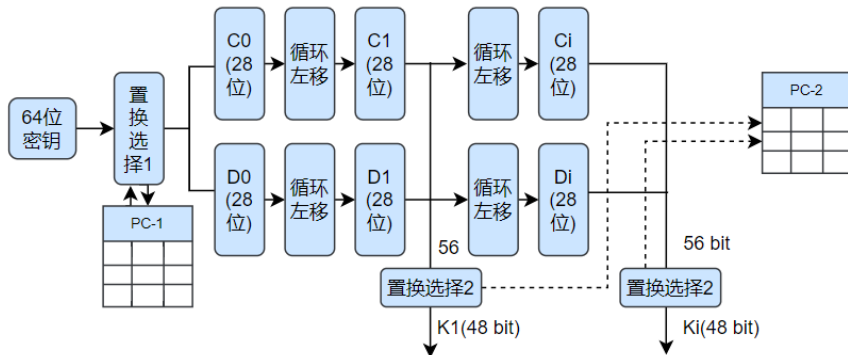 64位
密钥
置
换
选
择1
PC-1
C0
(28
位)
循环
左移
C1
(28
位)
循环
左移
Ci
(28
位)
D0
(28
位)
循环
左移
D1
(28
位)
循环
左移
Di
(28
位)
PC-2
56
56 bit
置换选择2
置换选择2
K1(48 bit)
Ki(48 bit)